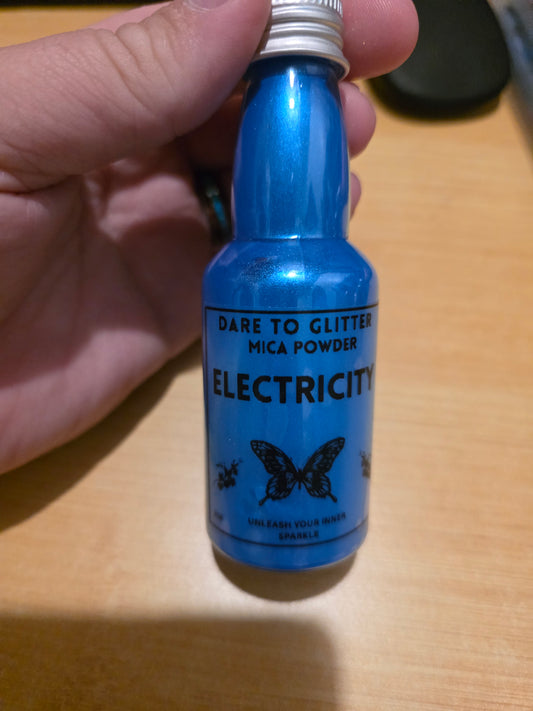 DARE TO GLITTER
MICA POWDER
ELECTRICITY
UNLEASH YOUR INNER
SPARKLE